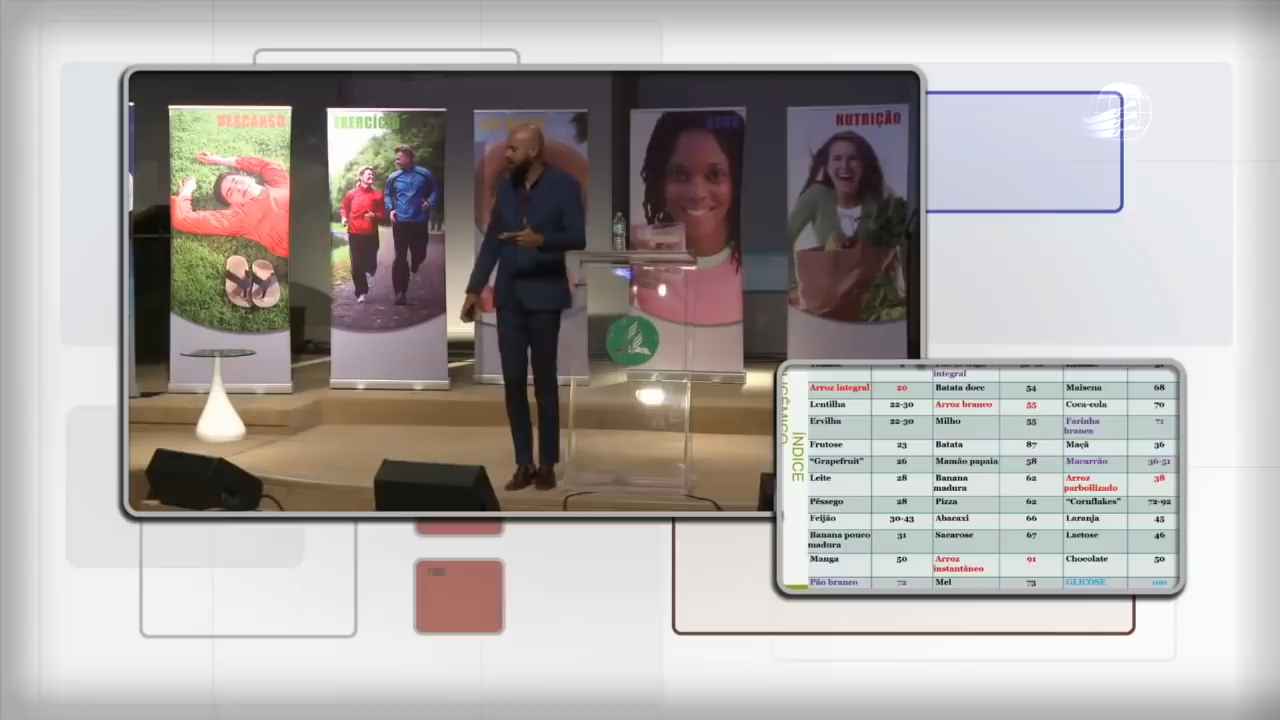 DESCANSO
EXERCÍCIO
NUTRIÇÃO
ÍNDICE
integral
Arroz integral 20 Batata doce 54 Maisena 68
Lentilha 22-30 Arroz branco 55 Coca-cola 70
Ervilha 22-30 Milho 55 Farinha branca 71
Frutose 23 Batata 87 Maçã 36
"Grapefruit" 26 Mamão papaia 58 Macarrão 36-51
Leite 28 Banana madura 62 Arroz parboilizado 38
Pêssego 28 Pizza 62 "Cornflakes" 72-92
Feijão 30-43 Abacaxi 66 Laranja 45
Banana pouco madura 31 Sacarose 67 Lactose 46
Manga 50 Arroz instantâneo 91 Chocolate 50
Pão branco 72 Mel 73 GLICOSE 100